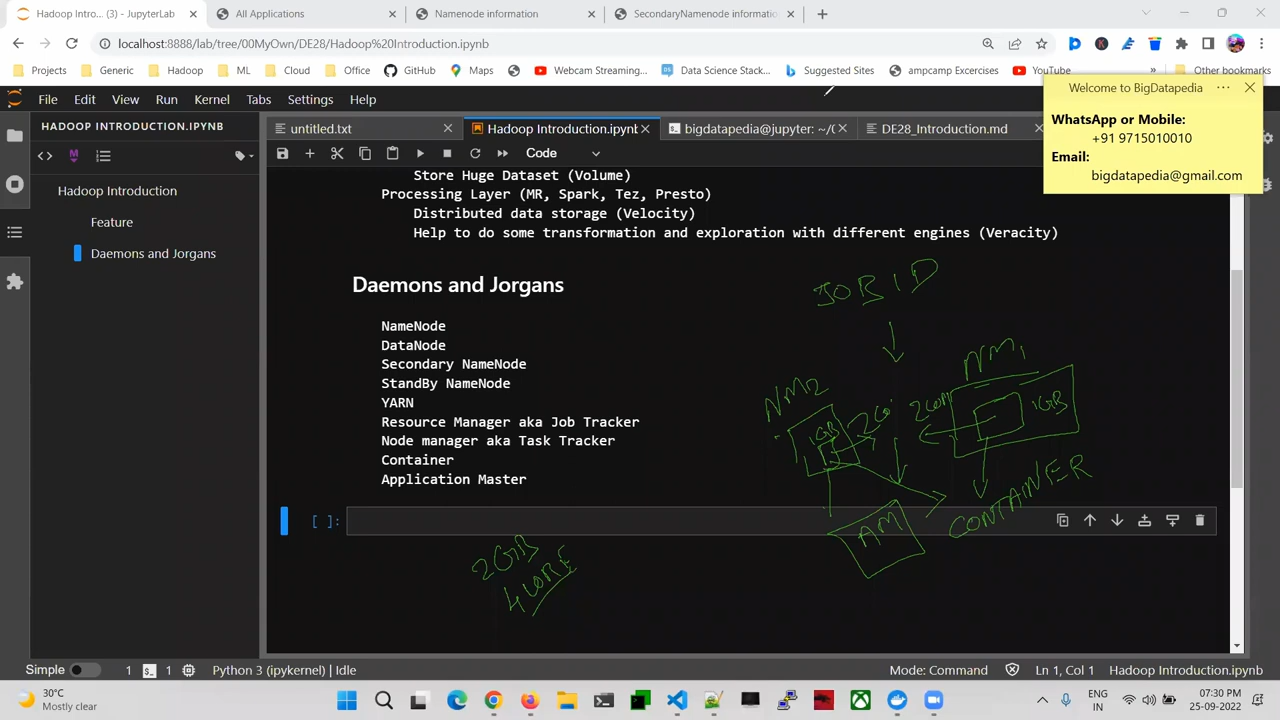 Hadoop Intro... (3) - JupyterLab
All Applications
Namenode information
SecondaryNamenode informatio
localhost:8888/lab/tree/00MyOwn/DE28/Hadoop%20Introduction.ipynb
Projects
Generic
Hadoop
ML
Cloud
Office
GitHub
Maps
Webcam Streaming...
Data Science Stack...
Suggested Sites
ampcamp Excercises
YouTube
»
Other bookmarks
Welcome to BigDatapedia
WhatsApp or Mobile:
+91 9715010010
Email:
bigdatapedia@gmail.com
File Edit View Run Kernel Tabs Settings Help
HADOOP INTRODUCTION.IPYNB
Hadoop Introduction
Feature
Daemons and Jorgans
untitled.txt
Hadoop Introduction.ipynb
bigdatapedia@jupyter: ~/(
DE28_Introduction.md
Code
Store Huge Dataset (Volume)
Processing Layer (MR, Spark, Tez, Presto)
Distributed data storage (Velocity)
Help to do some transformation and exploration with different engines (Veracity)
Daemons and Jorgans
NameNode
DataNode
Secondary NameNode
StandBy NameNode
YARN
Resource Manager aka Job Tracker
Node manager aka Task Tracker
Container
Application Master
[ ]:
JOB ID
NM1
NM2
1GB
1GB
CONTAINER
AM
2GB
4 CORE
Simple
1
1
Python 3 (ipykernel) | Idle
Mode: Command
Ln 1, Col 1
Hadoop Introduction.ipynb
30°C
Mostly clear
ENG
IN
07:30 PM
25-09-2022